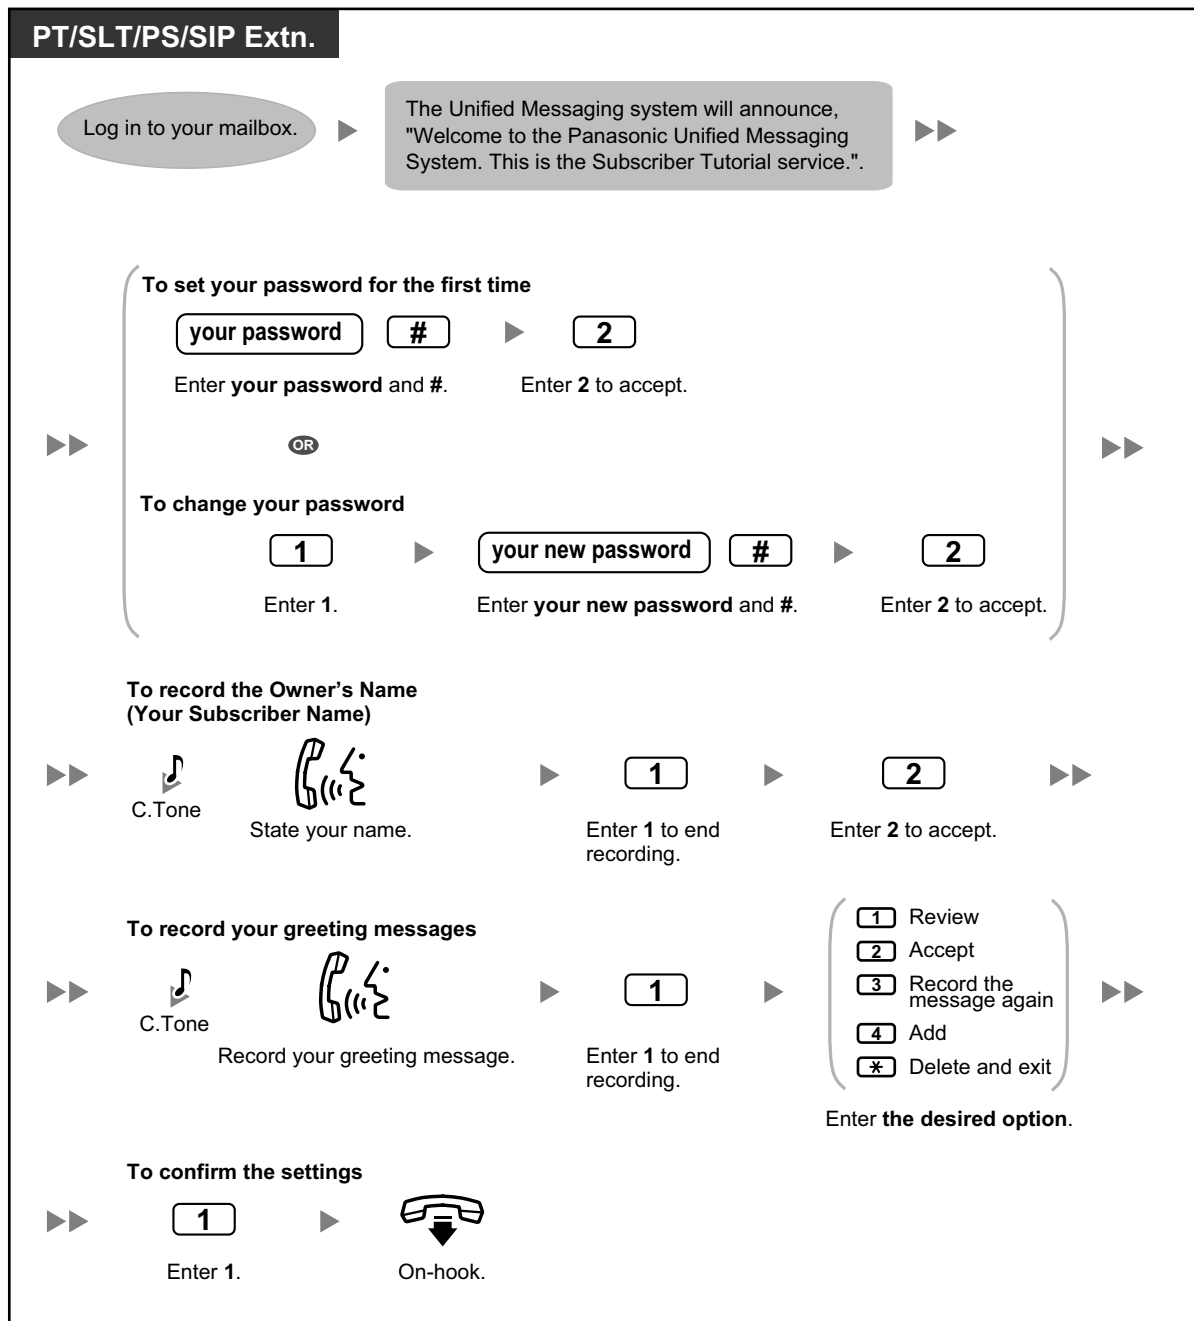 PT/SLT/PS/SIP Extn.
Log in to your mailbox.
The Unified Messaging system will announce,
"Welcome to the Panasonic Unified Messaging
System. This is the Subscriber Tutorial service.".
To set your password for the first time
your password #
2
Enter your password and #.
Enter 2 to accept.
OR
To change your password
1
your new password #
2
Enter 1.
Enter your new password and #.
Enter 2 to accept.
To record the Owner's Name
(Your Subscriber Name)
C.Tone
State your name.
1
Enter 1 to end
recording.
2
Enter 2 to accept.
To record your greeting messages
C.Tone
Record your greeting message.
1
Enter 1 to end
recording.
1 Review
2 Accept
3 Record the
message again
4 Add
* Delete and exit
Enter the desired option.
To confirm the settings
1
Enter 1.
On-hook.